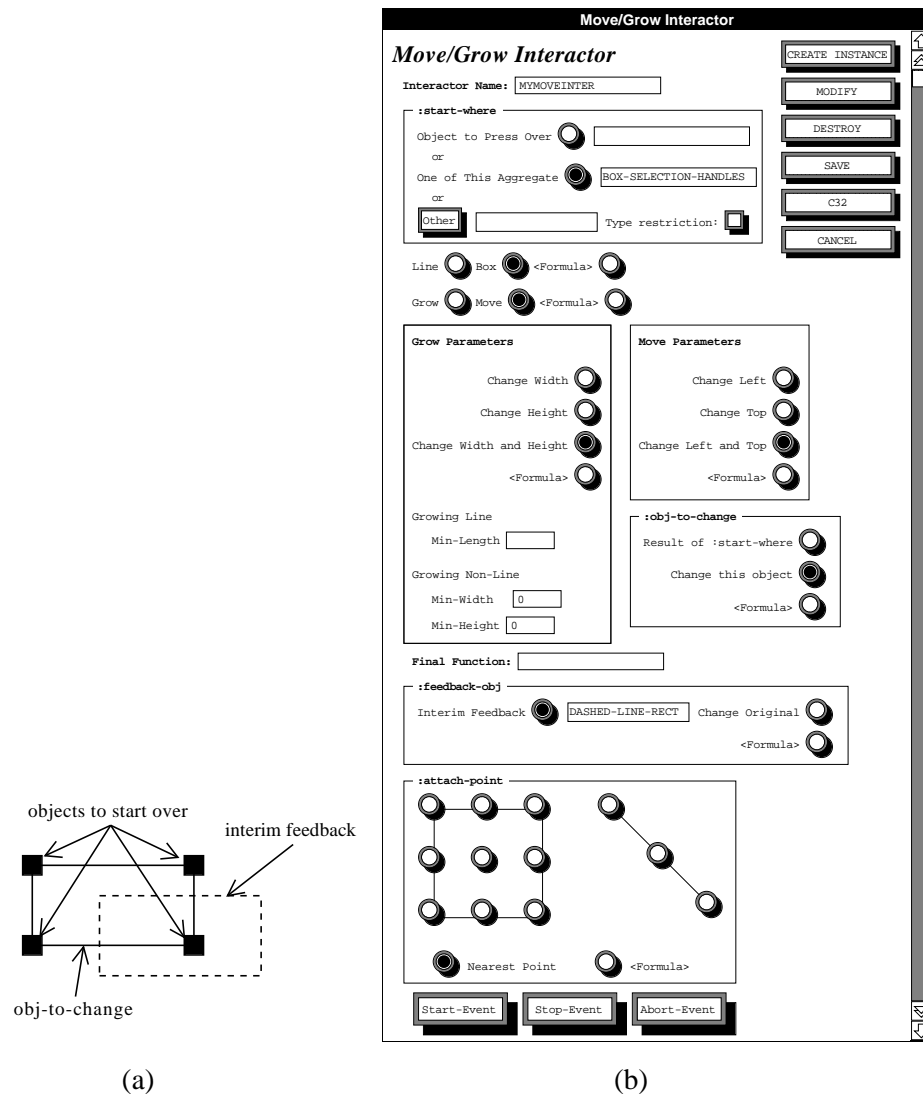 Move/Grow Interactor
Move/Grow Interactor
CREATE INSTANCE
Interactor Name: MYMOVEINTER
MODIFY
:start-where
DESTROY
Object to Press Over
or
SAVE
One of This Aggregate BOX-SELECTION-HANDLES
or
C32
Other Type restriction:
CANCEL
Line Box <Formula>
Grow Move <Formula>
Grow Parameters
Change Width
Change Height
Change Width and Height
<Formula>
Growing Line
Min-Length
Growing Non-Line
Min-Width 0
Min-Height 0
Move Parameters
Change Left
Change Top
Change Left and Top
<Formula>
:obj-to-change
Result of :start-where
Change this object
<Formula>
Final Function:
:feedback-obj
Interim Feedback DASHED-LINE-RECT Change Original
<Formula>
:attach-point
Nearest Point <Formula>
Start-Event Stop-Event Abort-Event
objects to start over
interim feedback
obj-to-change
(a)
(b)